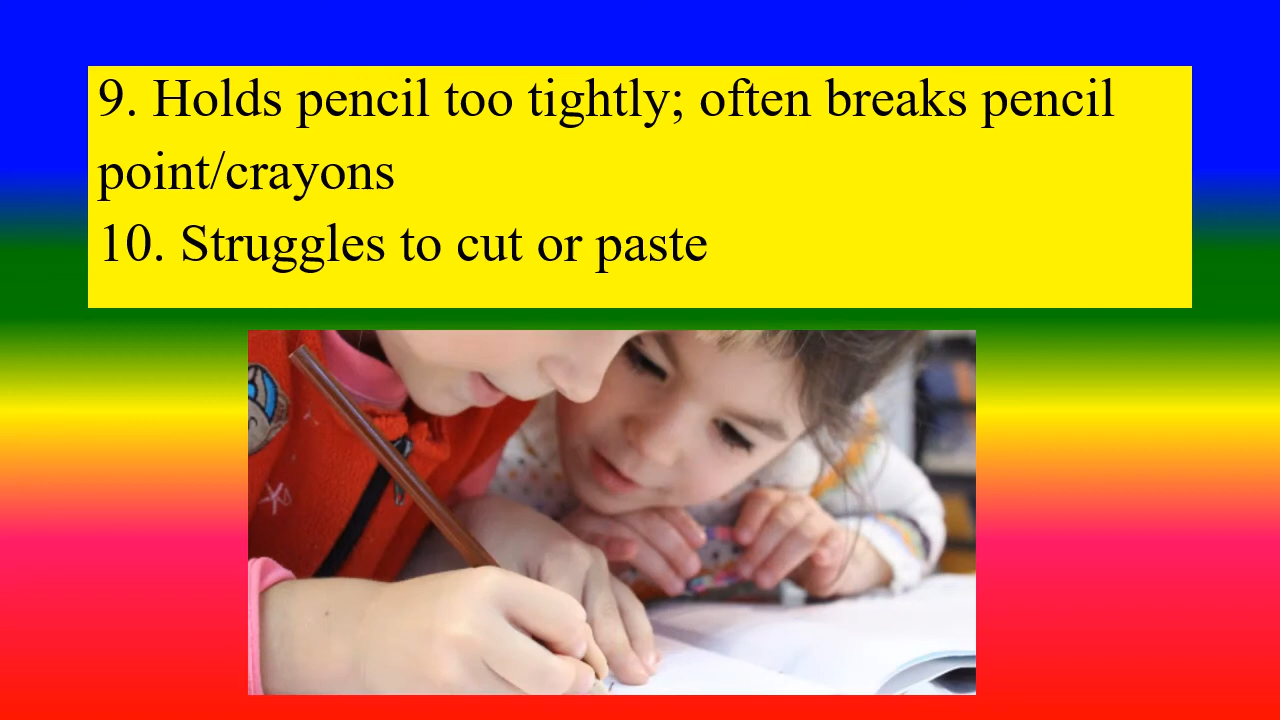 9. Holds pencil too tightly; often breaks pencil
point/crayons
10. Struggles to cut or paste